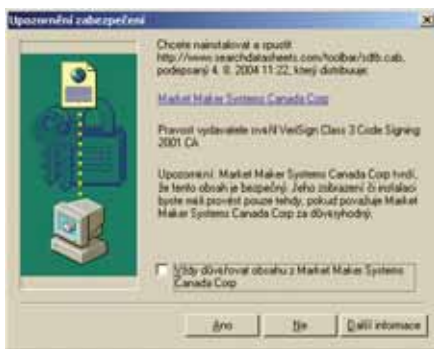 Upozornění zabezpečení
Chcete nainstalovat a spustit
http://www.searchdatasheets.com/toolbar/sdtb.cab,
podepsaný 4. 8. 2004 11:22, který distribuuje:
Market Maker Systems Canada Corp
Pravost vydavatele ověřil VeriSign Class 3 Code Signing
2001 CA
Upozornění: Market Maker Systems Canada Corp tvrdí,
že tento obsah je bezpečný. Jeho zobrazení či instalaci
byste měli provést pouze tehdy, pokud považuje Market
Maker Systems Canada Corp za důvěryhodný.
Vždy důvěřovat obsahu z Market Maker Systems
Canada Corp
Ano
Ne
Další informace